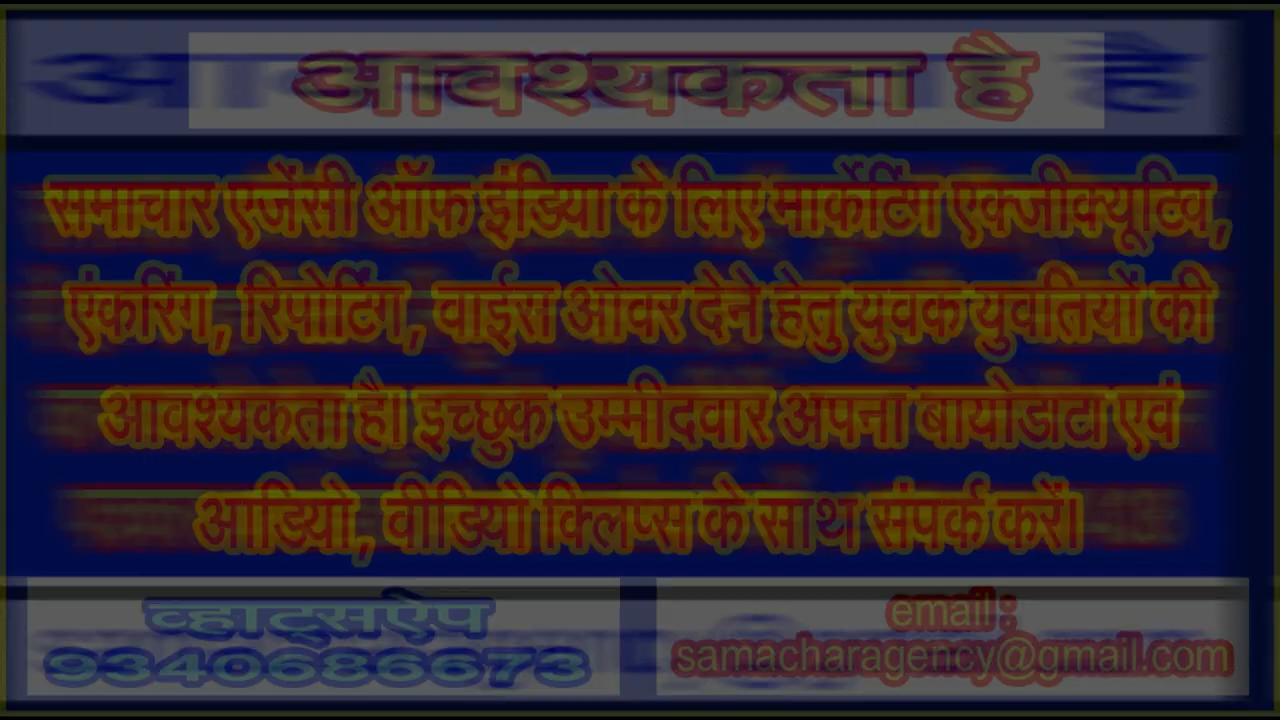 आवश्यकता है
समाचार एजेंसी ऑफ इंडिया के लिए मार्केटिंग एक्जीक्यूटिव,
एंकरिंग, रिपोर्टिंग, वाईस ओवर देने हेतु युवक युवतियों की
आवश्यकता है। इच्छुक उम्मीदवार अपना बायोडाटा एवं
आडियो, वीडियो क्लिप्स के साथ संपर्क करें।
व्हाट्सऐप
9340686673
email:
samacharagency@gmail.com